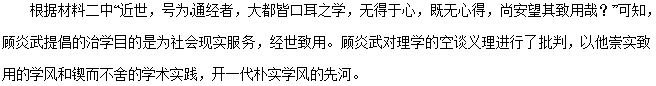 根据材料二中“近世，号为通经者，大都皆口耳之学，无得于心，既无心得，尚安望其致用哉？”可知，
顾炎武提倡的治学目的是为社会现实服务，经世致用。顾炎武对理学的空谈义理进行了批判，以他崇实致
用的学风和锲而不舍的学术实践，开一代朴实学风的先河。